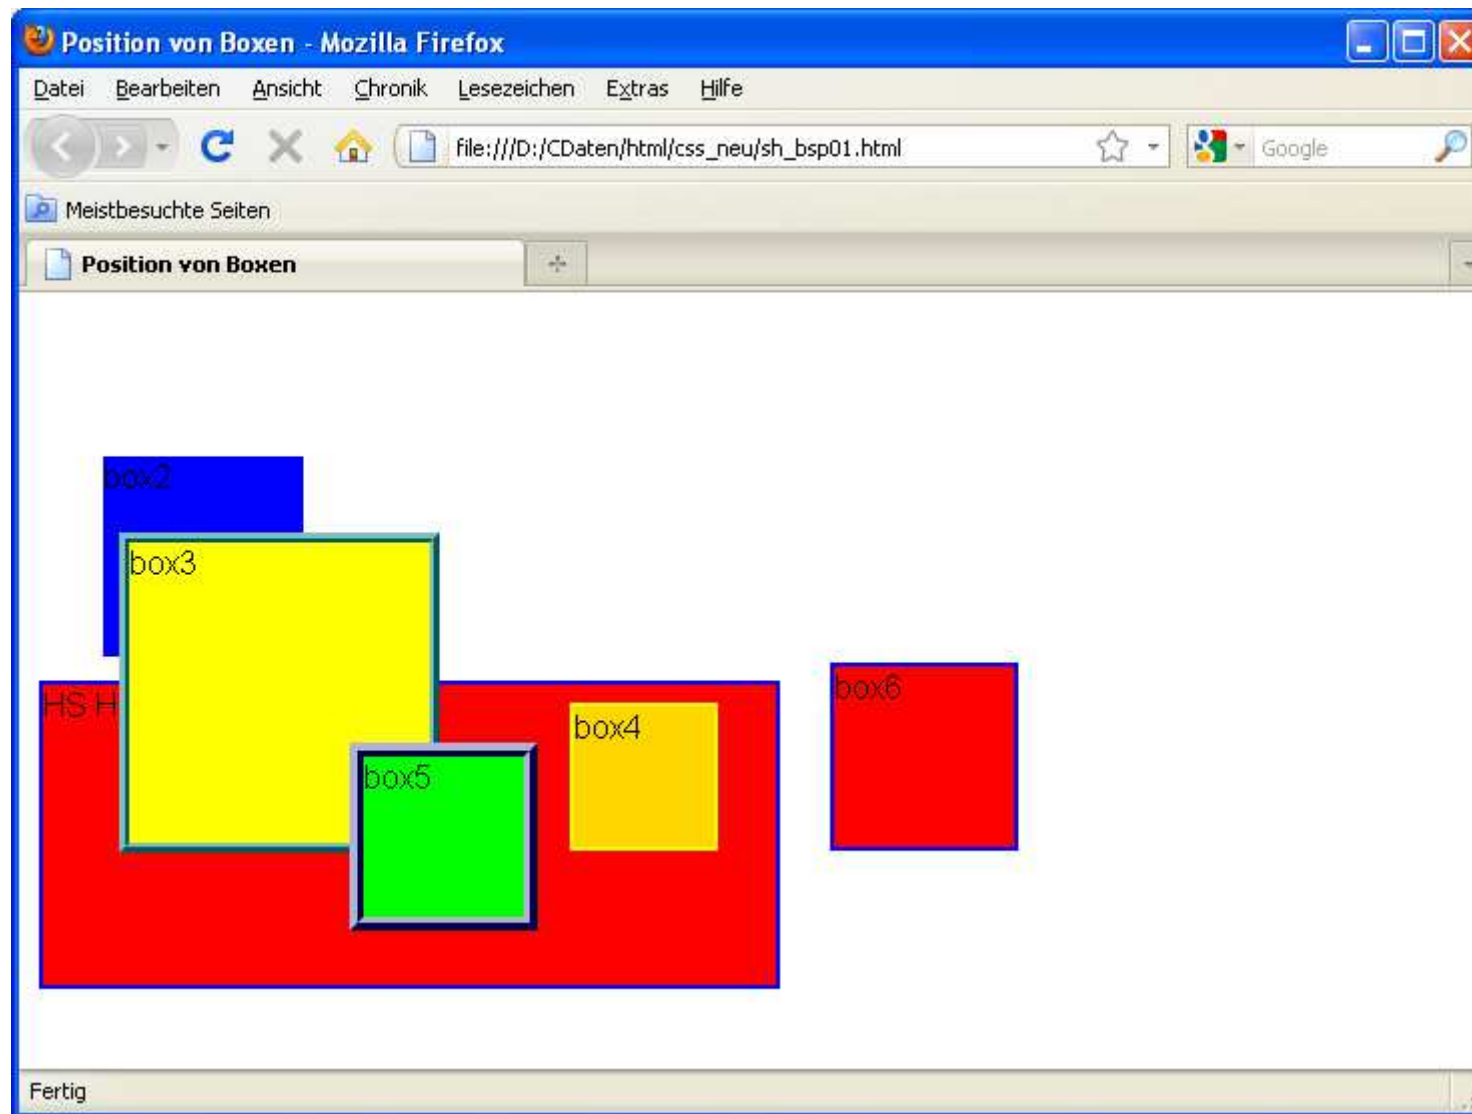 Position von Boxen - Mozilla Firefox
Datei Bearbeiten Ansicht Chronik Lesezeichen Extras Hilfe
file:///D:/CDaten/html/css_neu/sh_bsp01.html Google
Meistbesuchte Seiten
Position von Boxen
box2
box3
box6
HS H
box4
box5
Fertig